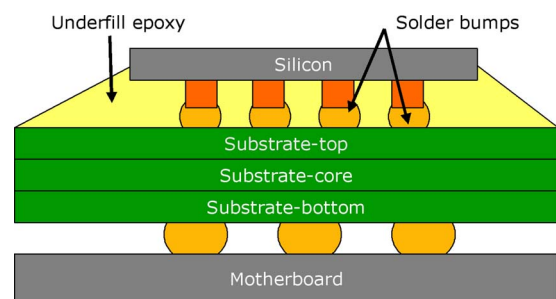 Underfill epoxy
Solder bumps
Silicon
Substrate-top
Substrate-core
Substrate-bottom
Motherboard